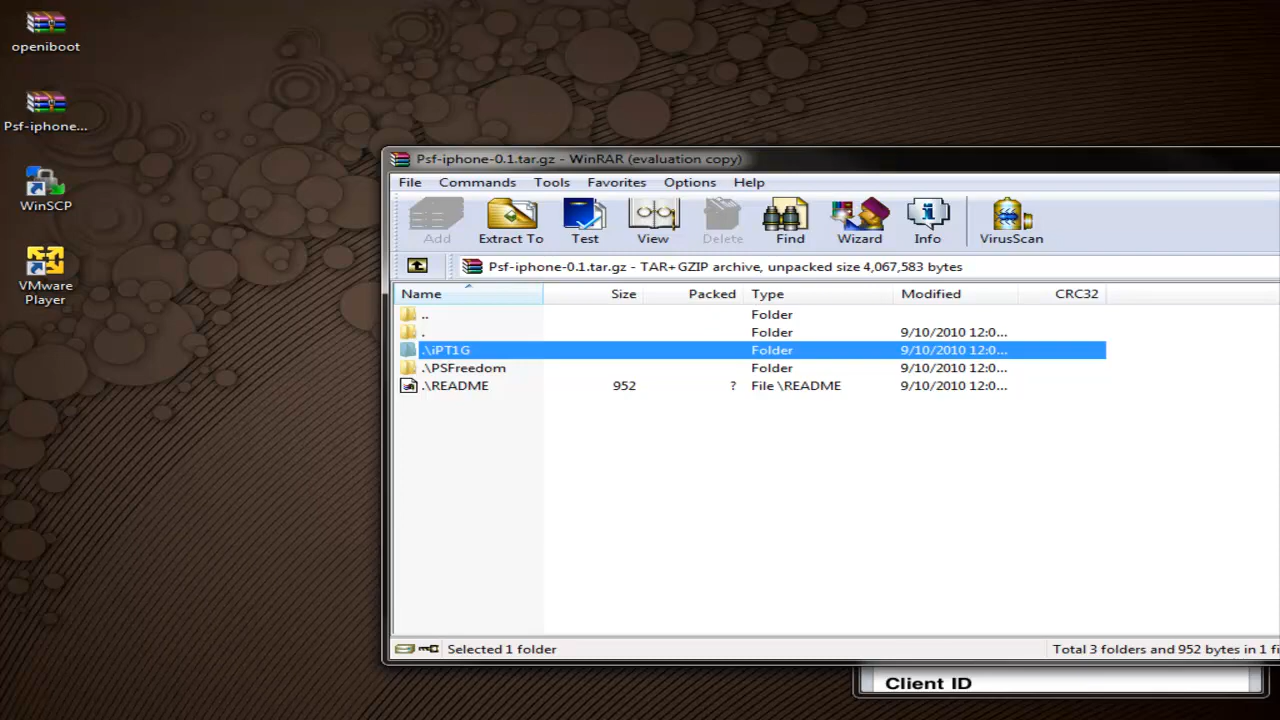 openiboot
Psf-iphone...
WinSCP
VMware
Player
Psf-iphone-0.1.tar.gz - WinRAR (evaluation copy)
File Commands Tools Favorites Options Help
Add Extract To Test View Delete Find Wizard Info VirusScan
Psf-iphone-0.1.tar.gz - TAR+GZIP archive, unpacked size 4,067,583 bytes
Name Size Packed Type Modified CRC32
.. Folder
. Folder 9/10/2010 12:0...
.\iPT1G Folder 9/10/2010 12:0...
.\PSFreedom Folder 9/10/2010 12:0...
.\README 952 ? File \README 9/10/2010 12:0...
Selected 1 folder Total 3 folders and 952 bytes in 1 fi
Client ID